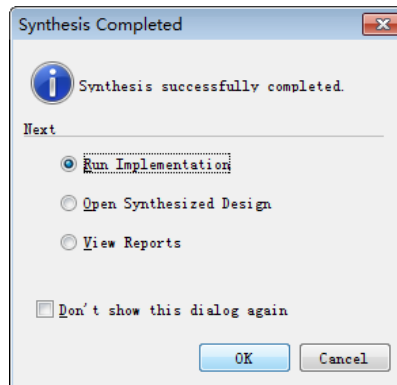 Synthesis Completed
Synthesis successfully completed.
Next
Run Implementation
Open Synthesized Design
View Reports
Don't show this dialog again
OK
Cancel